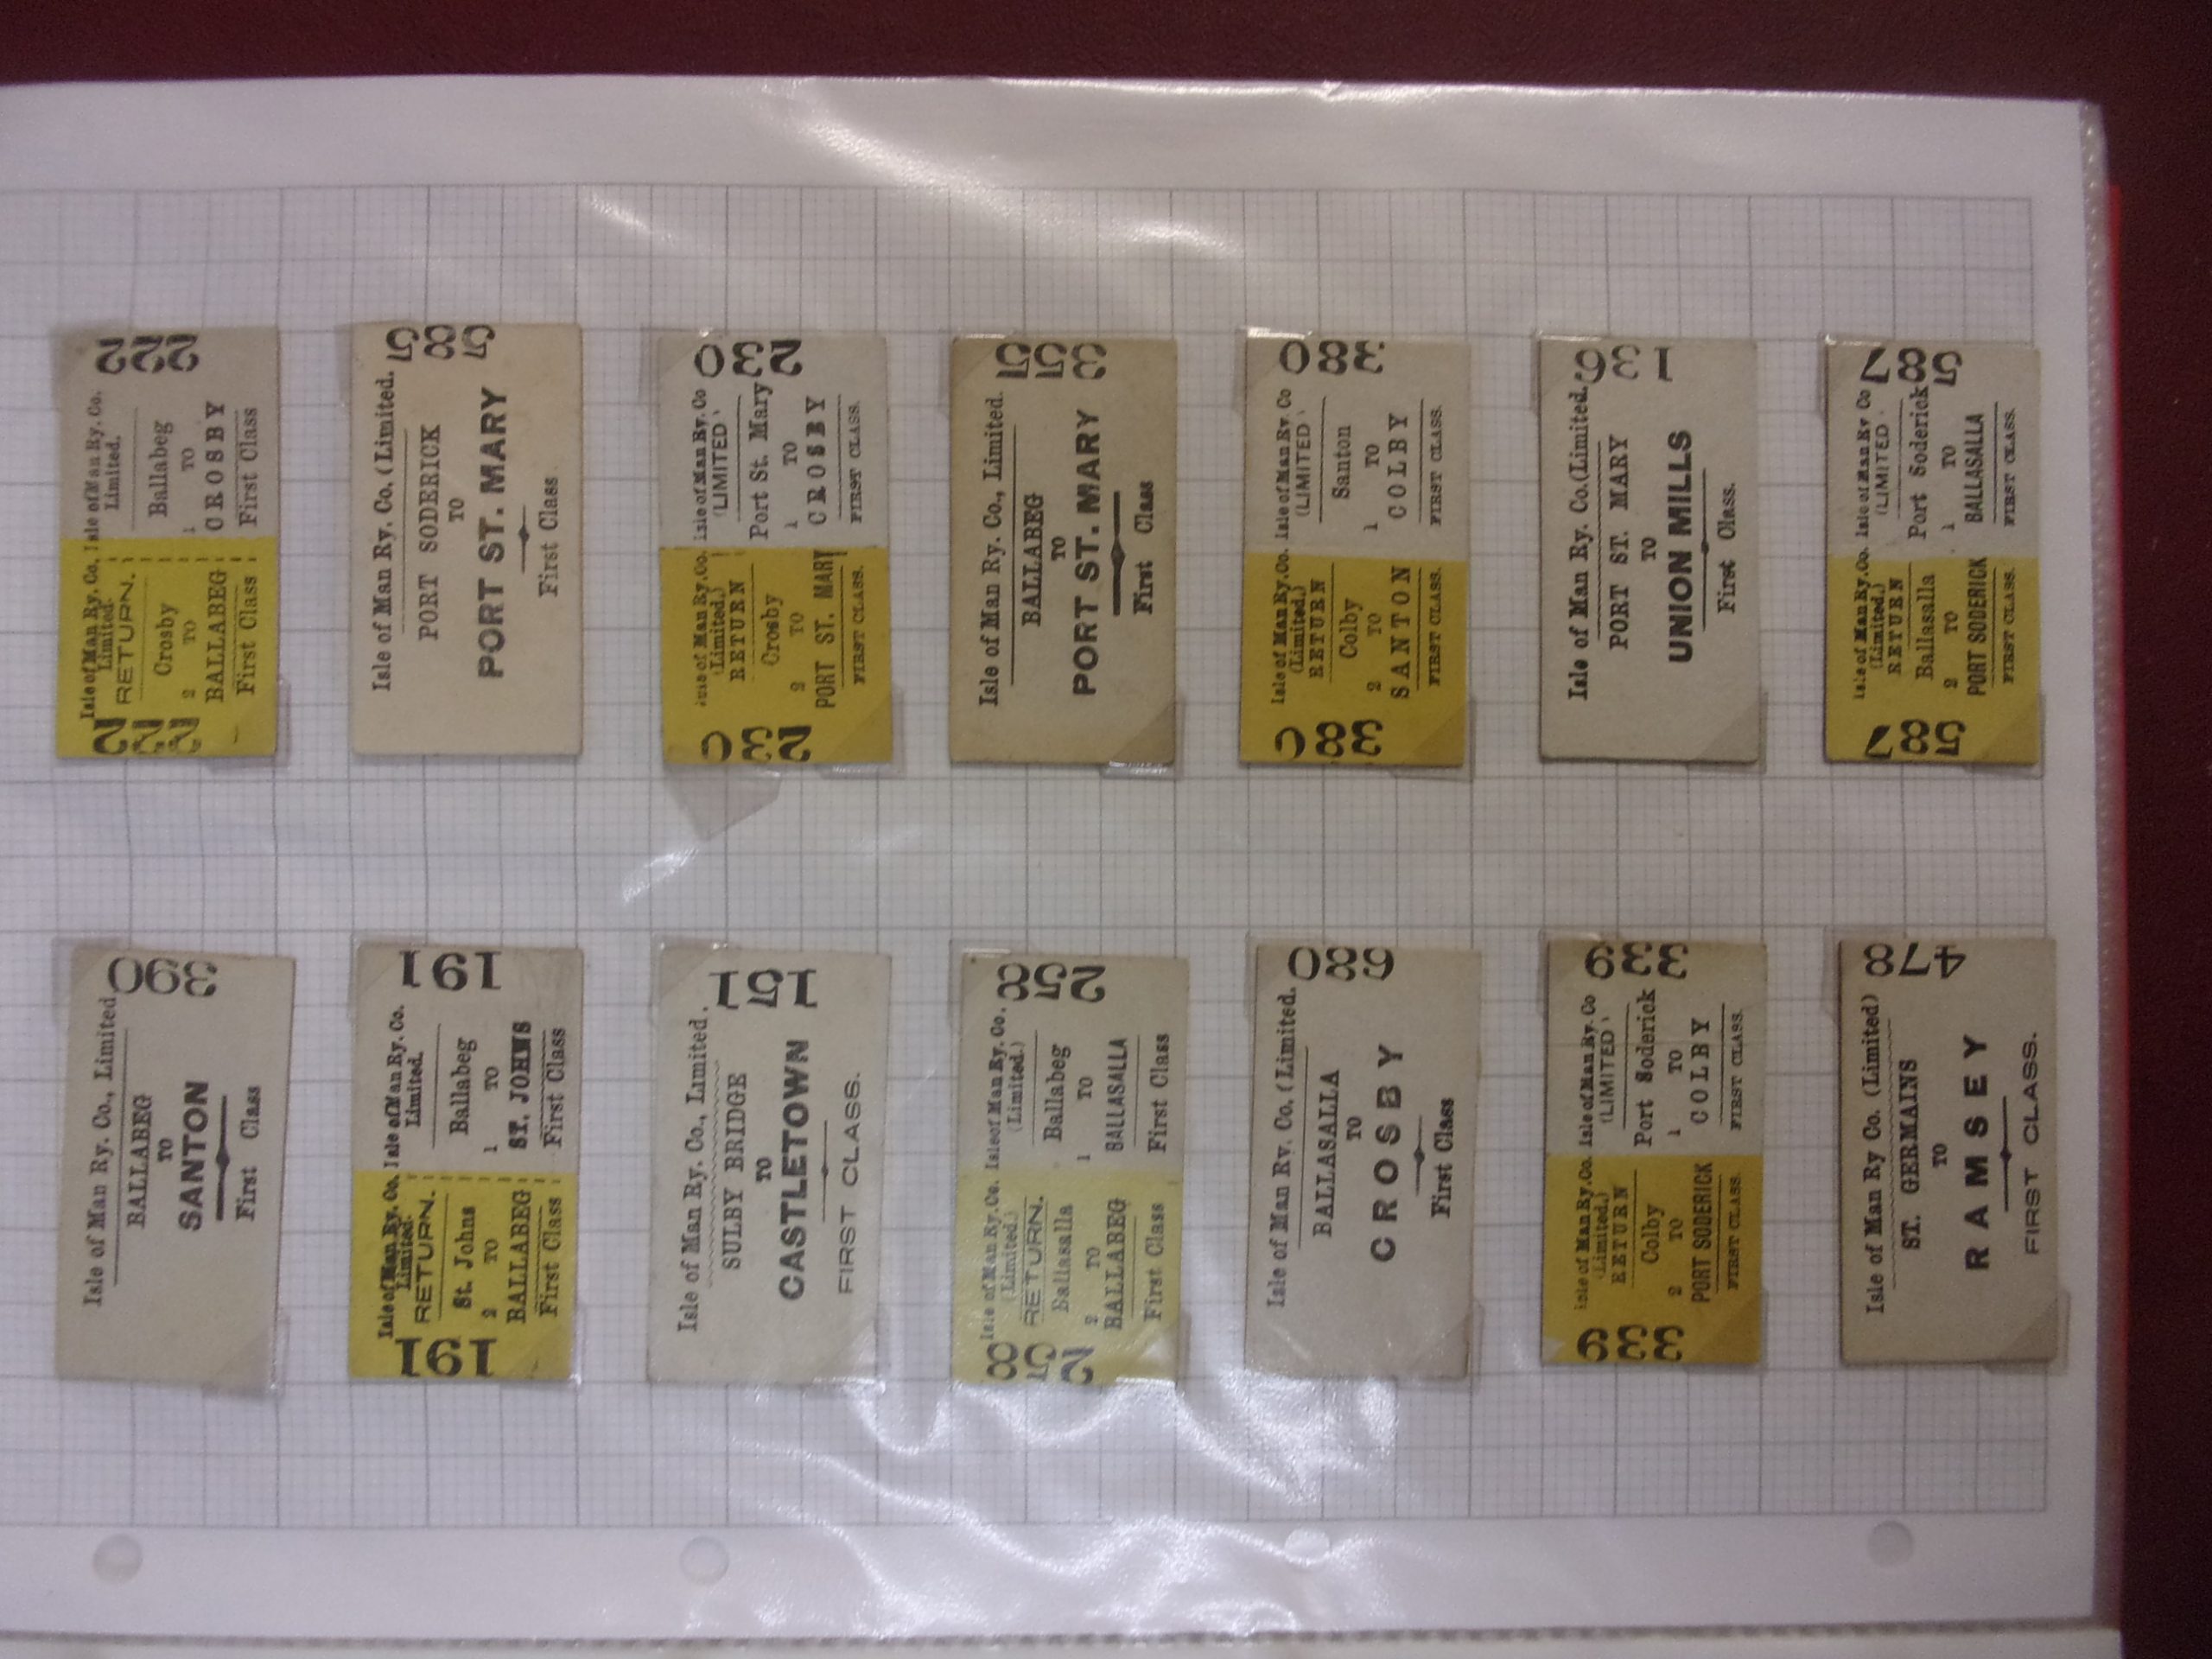 Isle of Man Ry. Co., Limited
BALLABEG
TO
SANTON
First Class
390
Isle of Man Ry. Co.
Limited.
RETURN.
Crosby
2 TO
BALLABEG
First Class
222
Isle of Man Ry. Co.
Limited.
Ballabeg
1 TO
CROSBY
First Class
222
Isle of Man Ry. Co.
Limited.
RETURN.
St. Johns
2 TO
BALLABEG
First Class
191
Isle of Man Ry. Co.
Limited.
Ballabeg
1 TO
ST. JOHNS
First Class
191
Isle of Man Ry. Co. (Limited.
PORT SODERICK
TO
PORT ST. MARY
First Class
585
Isle of Man Ry. Co., Limited.
SULBY BRIDGE
TO
CASTLETOWN
FIRST CLASS.
151
Isle of Man Ry. Co.
(Limited.)
RETURN
Crosby
2 TO
PORT ST. MARY
FIRST CLASS.
230
Isle of Man Ry. Co
(LIMITED)
Port St. Mary
1 TO
CROSBY
FIRST CLASS.
230
Isle of Man Ry. Co.
(Limited.)
RETURN.
Ballasalla
2 TO
BALLABEG
First Class
258
Isle of Man Ry. Co.
(Limited.)
Ballabeg
1 TO
BALLASALLA
First Class
258
Isle of Man Ry. Co., Limited.
BALLABEG
TO
PORT ST. MARY
First Class
355
Isle of Man Ry. Co. (Limited.
BALLASALLA
TO
CROSBY
First Class
680
Isle of Man Ry. Co.
(Limited.)
RETURN
Colby
2 TO
SANTON
FIRST CLASS.
380
Isle of Man Ry. Co
(LIMITED)
Santon
1 TO
COLBY
FIRST CLASS.
380
Isle of Man Ry. Co.
(Limited.)
RETURN
Colby
2 TO
PORT SODERICK
FIRST CLASS.
339
Isle of Man Ry. Co
(LIMITED)
Port Soderick
1 TO
COLBY
FIRST CLASS.
339
Isle of Man Ry. Co. (Limited.
PORT ST. MARY
TO
UNION MILLS
First Class.
Isle of Man Ry Co. (Limited)
ST. GERMAINS
TO
RAMSEY
FIRST CLASS.
478
Isle of Man Ry. Co.
(Limited.)
RETURN
Ballasalla
2 TO
PORT SODERICK
FIRST CLASS.
587
Isle of Man Ry Co
(LIMITED)
Port Soderick
1 TO
BALLASALLA
FIRST CLASS.
587